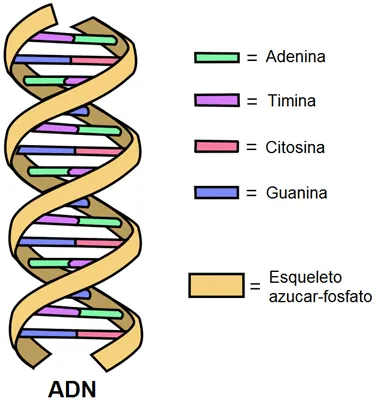 = Adenina
= Timina
= Citosina
= Guanina
= Esqueleto
azucar-fosfato
ADN